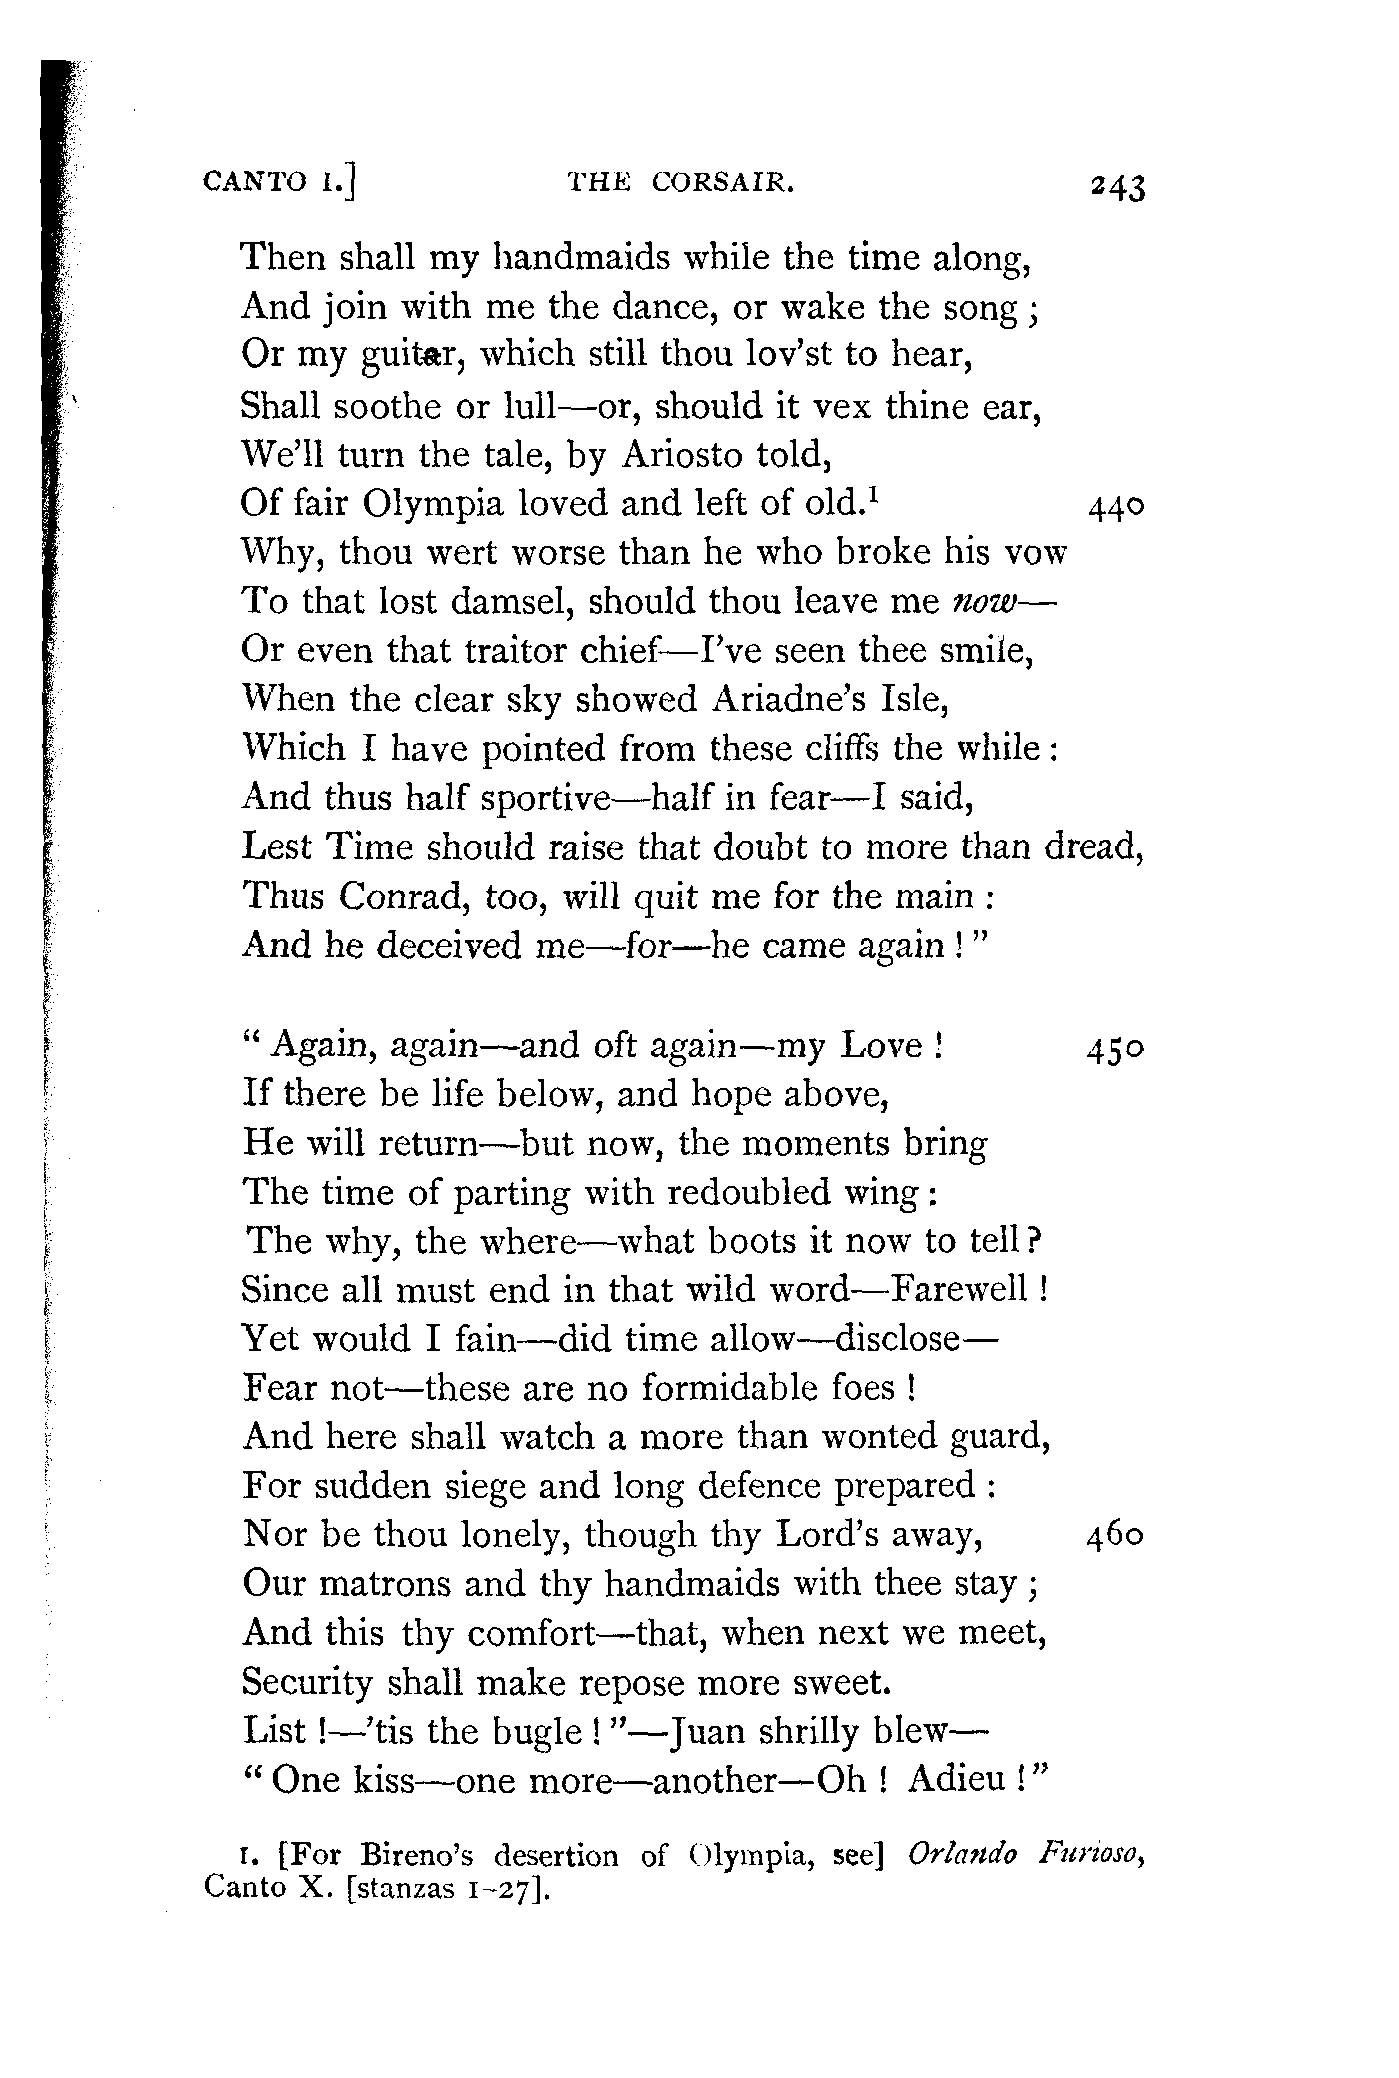 CANTO I.] THE CORSAIR. 243
Then shall my handmaids while the time along,
And join with me the dance, or wake the song ;
Or my guitar, which still thou lov'st to hear,
Shall soothe or lull—or, should it vex thine ear,
We'll turn the tale, by Ariosto told,
Of fair Olympia loved and left of old.¹ 440
Why, thou wert worse than he who broke his vow
To that lost damsel, should thou leave me now—
Or even that traitor chief—I've seen thee smile,
When the clear sky showed Ariadne's Isle,
Which I have pointed from these cliffs the while :
And thus half sportive—half in fear—I said,
Lest Time should raise that doubt to more than dread,
Thus Conrad, too, will quit me for the main :
And he deceived me—for—he came again ! "
" Again, again—and oft again—my Love ! 450
If there be life below, and hope above,
He will return—but now, the moments bring
The time of parting with redoubled wing :
The why, the where—what boots it now to tell ?
Since all must end in that wild word—Farewell !
Yet would I fain—did time allow—disclose—
Fear not—these are no formidable foes !
And here shall watch a more than wonted guard,
For sudden siege and long defence prepared :
Nor be thou lonely, though thy Lord's away, 460
Our matrons and thy handmaids with thee stay ;
And this thy comfort—that, when next we meet,
Security shall make repose more sweet.
List !—'tis the bugle ! "—Juan shrilly blew—
" One kiss—one more—another—Oh ! Adieu ! "
1. [For Bireno's desertion of Olympia, see] Orlando Furioso,
Canto X. [stanzas 1-27].